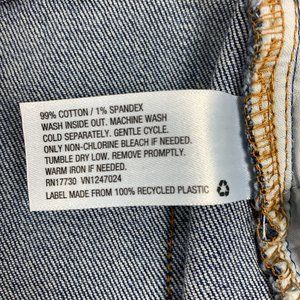 99% COTTON / 1% SPANDEX
WASH INSIDE OUT. MACHINE WASH
COLD SEPARATELY. GENTLE CYCLE.
ONLY NON-CHLORINE BLEACH IF NEEDED.
TUMBLE DRY LOW. REMOVE PROMPTLY.
WARM IRON IF NEEDED.
RN17730 VN1247024
LABEL MADE FROM 100% RECYCLED PLASTIC